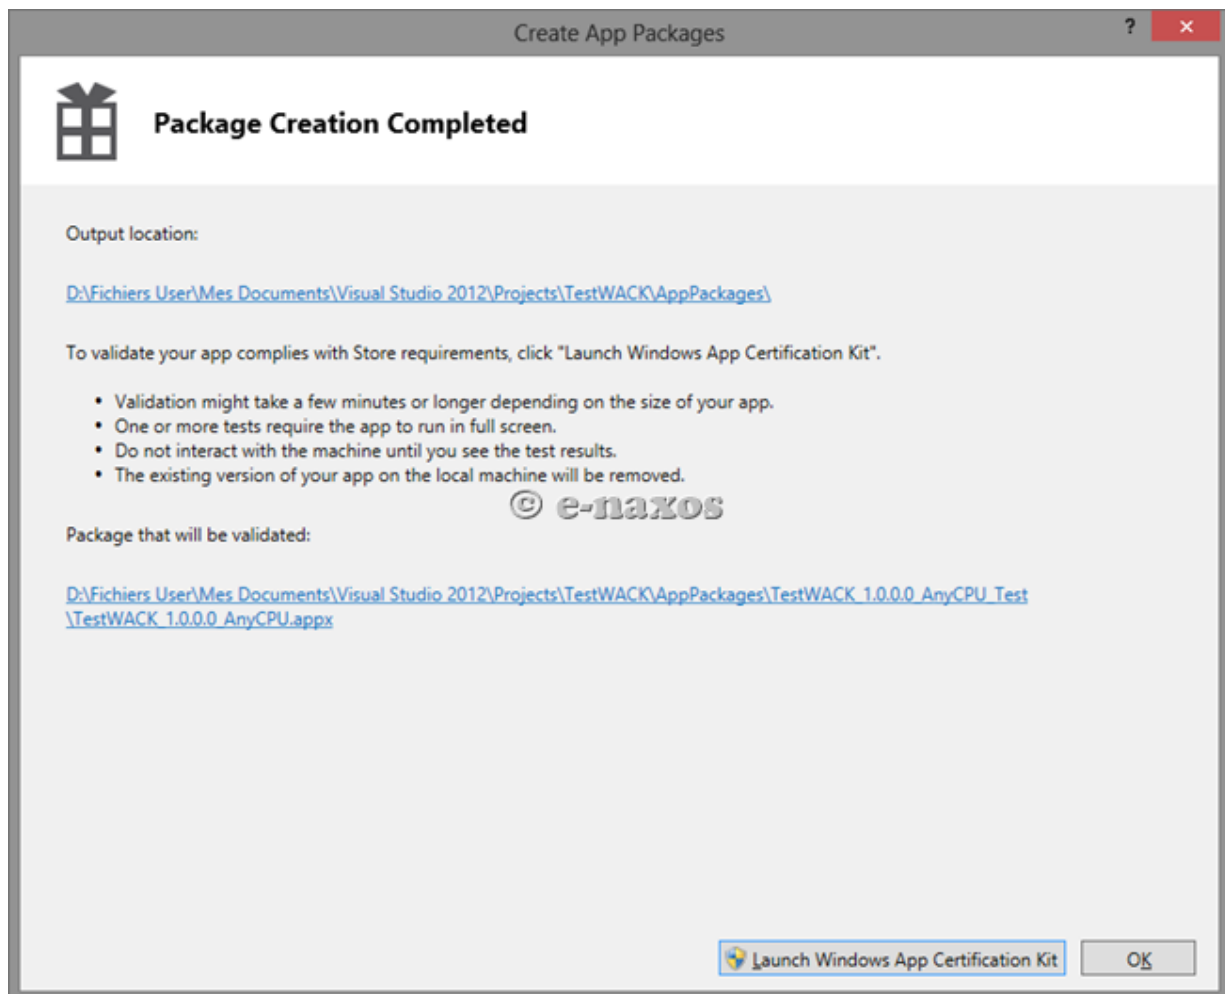 Create App Packages
?
Package Creation Completed
Output location:
D:\Fichiers User\Mes Documents\Visual Studio 2012\Projects\TestWACK\AppPackages\
To validate your app complies with Store requirements, click "Launch Windows App Certification Kit".
• Validation might take a few minutes or longer depending on the size of your app.
• One or more tests require the app to run in full screen.
• Do not interact with the machine until you see the test results.
• The existing version of your app on the local machine will be removed.
© e-naxos
Package that will be validated:
D:\Fichiers User\Mes Documents\Visual Studio 2012\Projects\TestWACK\AppPackages\TestWACK_1.0.0.0_AnyCPU_Test
\TestWACK_1.0.0.0_AnyCPU.appx
Launch Windows App Certification Kit
OK